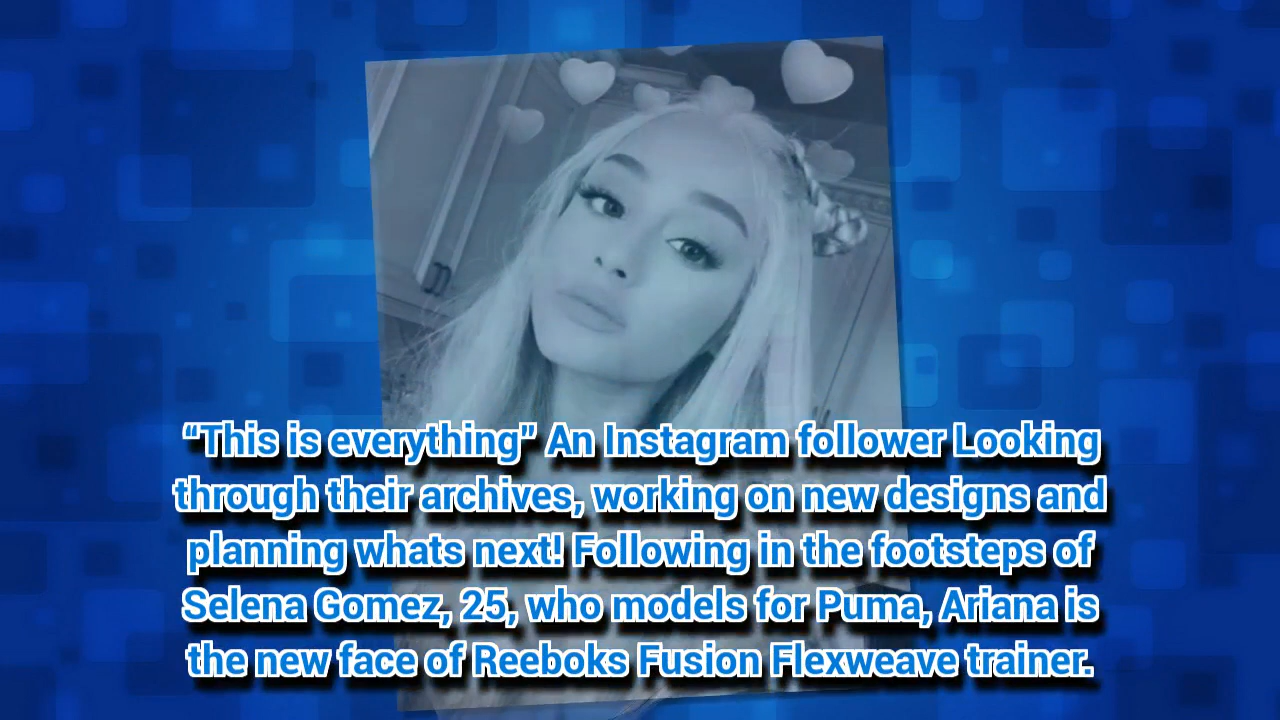 “This is everything” An Instagram follower Looking
through their archives, working on new designs and
planning whats next! Following in the footsteps of
Selena Gomez, 25, who models for Puma, Ariana is
the new face of Reeboks Fusion Flexweave trainer.